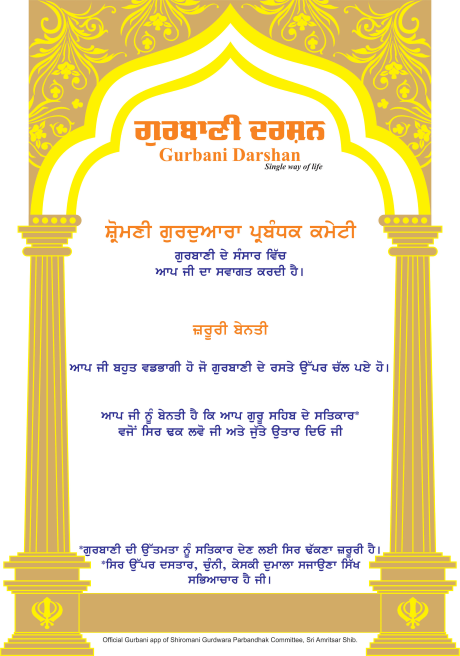 ਗੁਰਬਾਣੀ ਦਰਸ਼ਨ
Gurbani Darshan
Single way of life
ਸ਼੍ਰੋਮਣੀ ਗੁਰਦੁਆਰਾ ਪ੍ਰਬੰਧਕ ਕਮੇਟੀ
ਗੁਰਬਾਣੀ ਦੇ ਸੰਸਾਰ ਵਿੱਚ
ਆਪ ਜੀ ਦਾ ਸਵਾਗਤ ਕਰਦੀ ਹੈ।
ਜ਼ਰੂਰੀ ਬੇਨਤੀ
ਆਪ ਜੀ ਬਹੁਤ ਵਡਭਾਗੀ ਹੋ ਜੋ ਗੁਰਬਾਣੀ ਦੇ ਰਸਤੇ ਉੱਪਰ ਚੱਲ ਪਏ ਹੋ।
ਆਪ ਜੀ ਨੂੰ ਬੇਨਤੀ ਹੈ ਕਿ ਆਪ ਗੁਰੂ ਸਹਿਬ ਦੇ ਸਤਿਕਾਰ*
ਵਜੋਂ ਸਿਰ ਢਕ ਲਵੋ ਜੀ ਅਤੇ ਜੁੱਤੇ ਉਤਾਰ ਦਿਓ ਜੀ
*ਗੁਰਬਾਣੀ ਦੀ ਉੱਤਮਤਾ ਨੂੰ ਸਤਿਕਾਰ ਦੇਣ ਲਈ ਸਿਰ ਢੱਕਣਾ ਜ਼ਰੂਰੀ ਹੈ।
*ਸਿਰ ਉੱਪਰ ਦਸਤਾਰ, ਚੁੰਨੀ, ਕੇਸਕੀ ਦੁਮਾਲਾ ਸਜਾਉਣਾ ਸਿੱਖ
ਸਭਿਆਚਾਰ ਹੈ ਜੀ।
Official Gurbani app of Shiromani Gurdwara Parbandhak Committee, Sri Amritsar Shib.